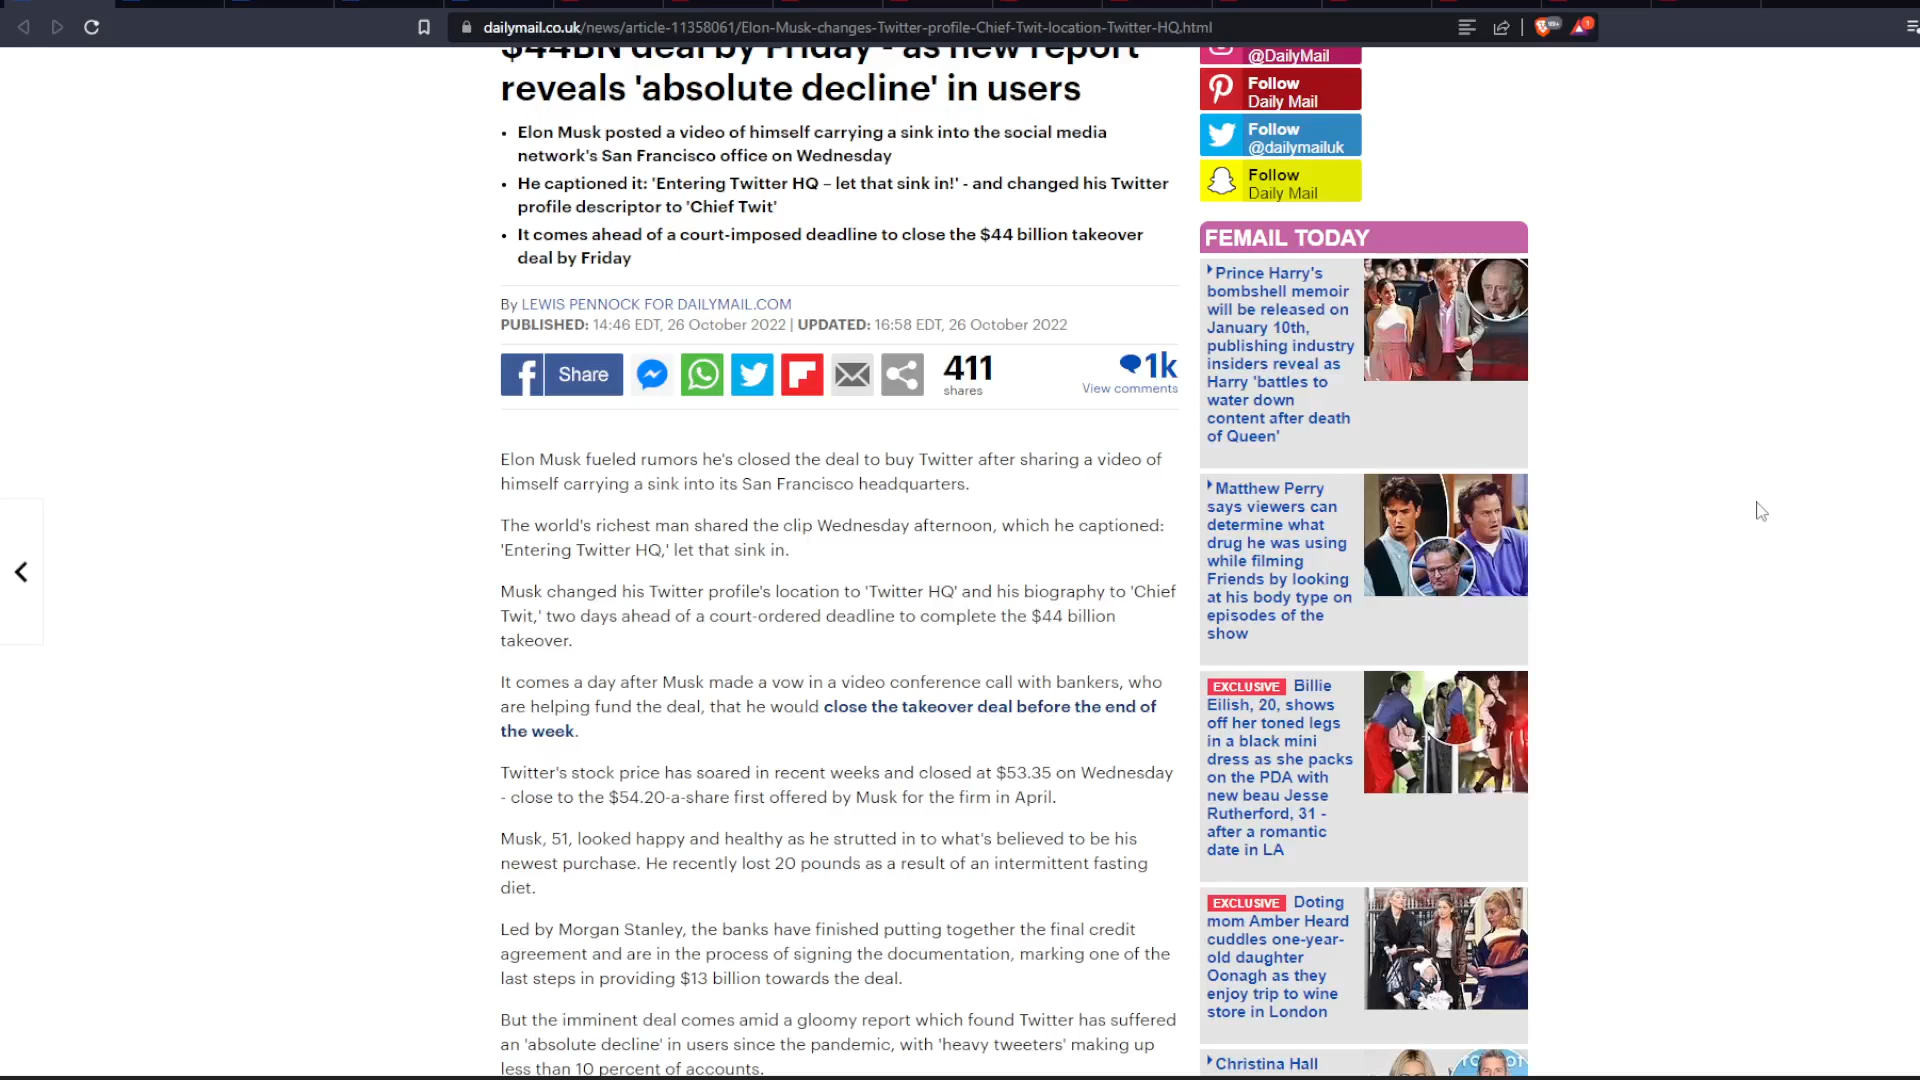 dailymail.co.uk/news/article-11358061/Elon-Musk-changes-Twitter-profile-Chief-Twit-location-Twitter-HQ.html
$44BN deal by Friday - as new report
reveals 'absolute decline' in users
• Elon Musk posted a video of himself carrying a sink into the social media
network's San Francisco office on Wednesday
• He captioned it: 'Entering Twitter HQ – let that sink in!' - and changed his Twitter
profile descriptor to 'Chief Twit'
• It comes ahead of a court-imposed deadline to close the $44 billion takeover
deal by Friday
By LEWIS PENNOCK FOR DAILYMAIL.COM
PUBLISHED: 14:46 EDT, 26 October 2022 | UPDATED: 16:58 EDT, 26 October 2022
Share
411
shares
1k
View comments
Elon Musk fueled rumors he's closed the deal to buy Twitter after sharing a video of
himself carrying a sink into its San Francisco headquarters.
The world's richest man shared the clip Wednesday afternoon, which he captioned:
'Entering Twitter HQ,' let that sink in.
Musk changed his Twitter profile's location to 'Twitter HQ' and his biography to 'Chief
Twit,' two days ahead of a court-ordered deadline to complete the $44 billion
takeover.
It comes a day after Musk made a vow in a video conference call with bankers, who
are helping fund the deal, that he would close the takeover deal before the end of
the week.
Twitter's stock price has soared in recent weeks and closed at $53.35 on Wednesday
- close to the $54.20-a-share first offered by Musk for the firm in April.
Musk, 51, looked happy and healthy as he strutted in to what's believed to be his
newest purchase. He recently lost 20 pounds as a result of an intermittent fasting
diet.
Led by Morgan Stanley, the banks have finished putting together the final credit
agreement and are in the process of signing the documentation, marking one of the
last steps in providing $13 billion towards the deal.
But the imminent deal comes amid a gloomy report which found Twitter has suffered
an 'absolute decline' in users since the pandemic, with 'heavy tweeters' making up
less than 10 percent of accounts.
@DailyMail
Follow
Daily Mail
Follow
@dailymailuk
Follow
Daily Mail
FEMAIL TODAY
Prince Harry's
bombshell memoir
will be released on
January 10th,
publishing industry
insiders reveal as
Harry 'battles to
water down
content after death
of Queen'
Matthew Perry
says viewers can
determine what
drug he was using
while filming
Friends by looking
at his body type on
episodes of the
show
EXCLUSIVE Billie
Eilish, 20, shows
off her toned legs
in a black mini
dress as she packs
on the PDA with
new beau Jesse
Rutherford, 31 -
after a romantic
date in LA
EXCLUSIVE Doting
mom Amber Heard
cuddles one-year-
old daughter
Oonagh as they
enjoy trip to wine
store in London
Christina Hall